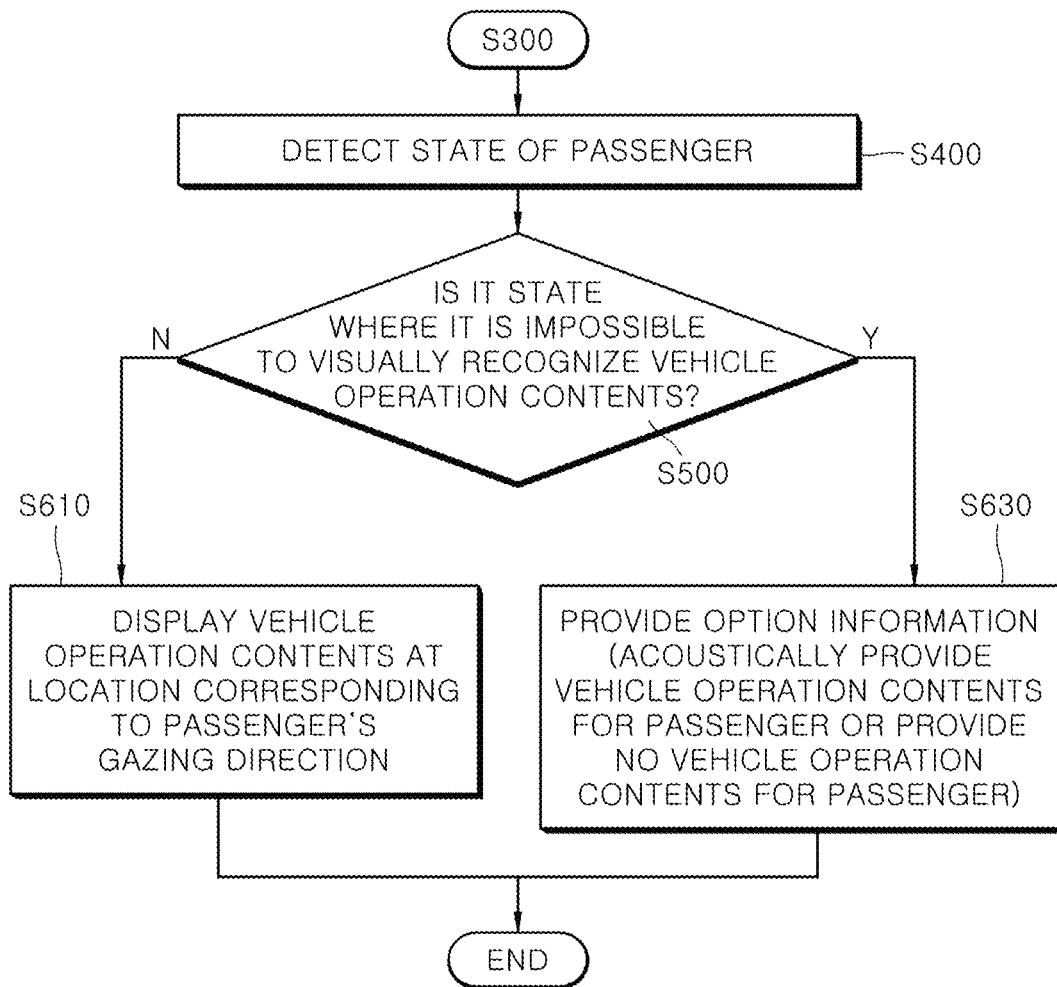 S300
DETECT STATE OF PASSENGER
S400
IS IT STATE
WHERE IT IS IMPOSSIBLE
TO VISUALLY RECOGNIZE VEHICLE
OPERATION CONTENTS?
N
Y
S500
S610
S630
DISPLAY VEHICLE
OPERATION CONTENTS AT
LOCATION CORRESPONDING
TO PASSENGER'S
GAZING DIRECTION
PROVIDE OPTION INFORMATION
(ACOUSTICALLY PROVIDE
VEHICLE OPERATION CONTENTS
FOR PASSENGER OR PROVIDE
NO VEHICLE OPERATION
CONTENTS FOR PASSENGER)
END